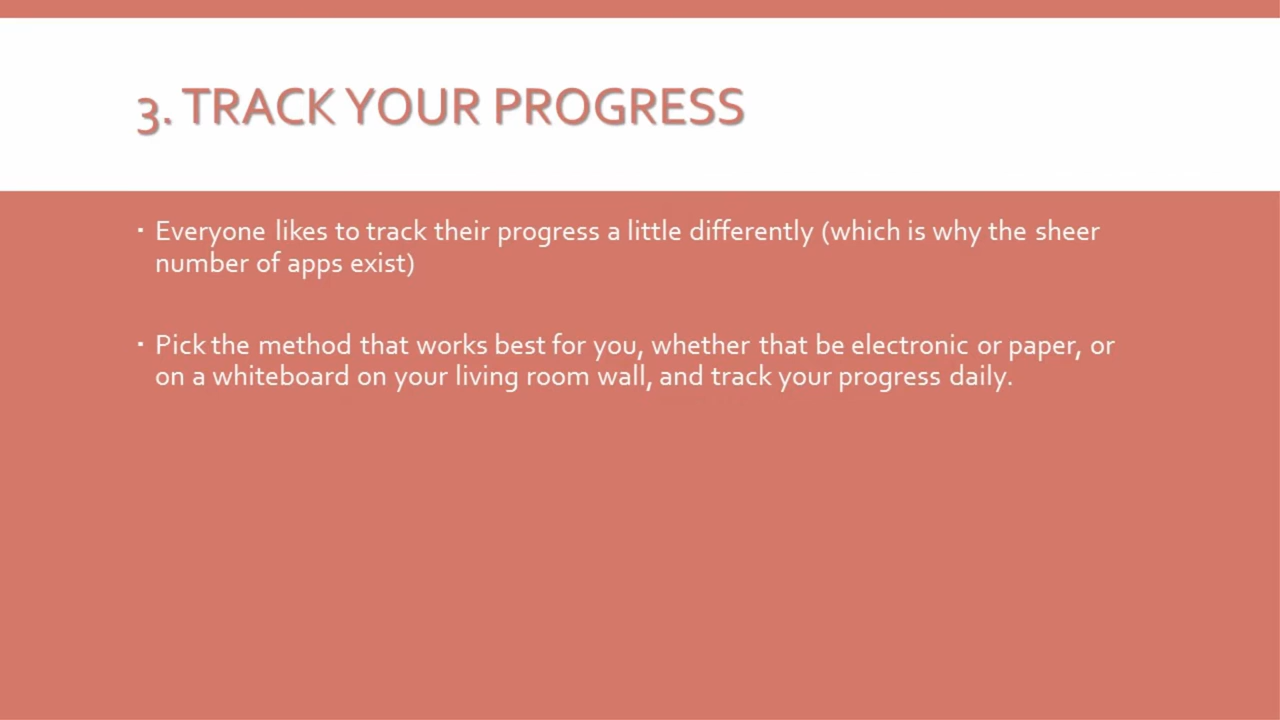 3. TRACK YOUR PROGRESS
▪ Everyone likes to track their progress a little differently (which is why the sheer
number of apps exist)
▪ Pick the method that works best for you, whether that be electronic or paper, or
on a whiteboard on your living room wall, and track your progress daily.